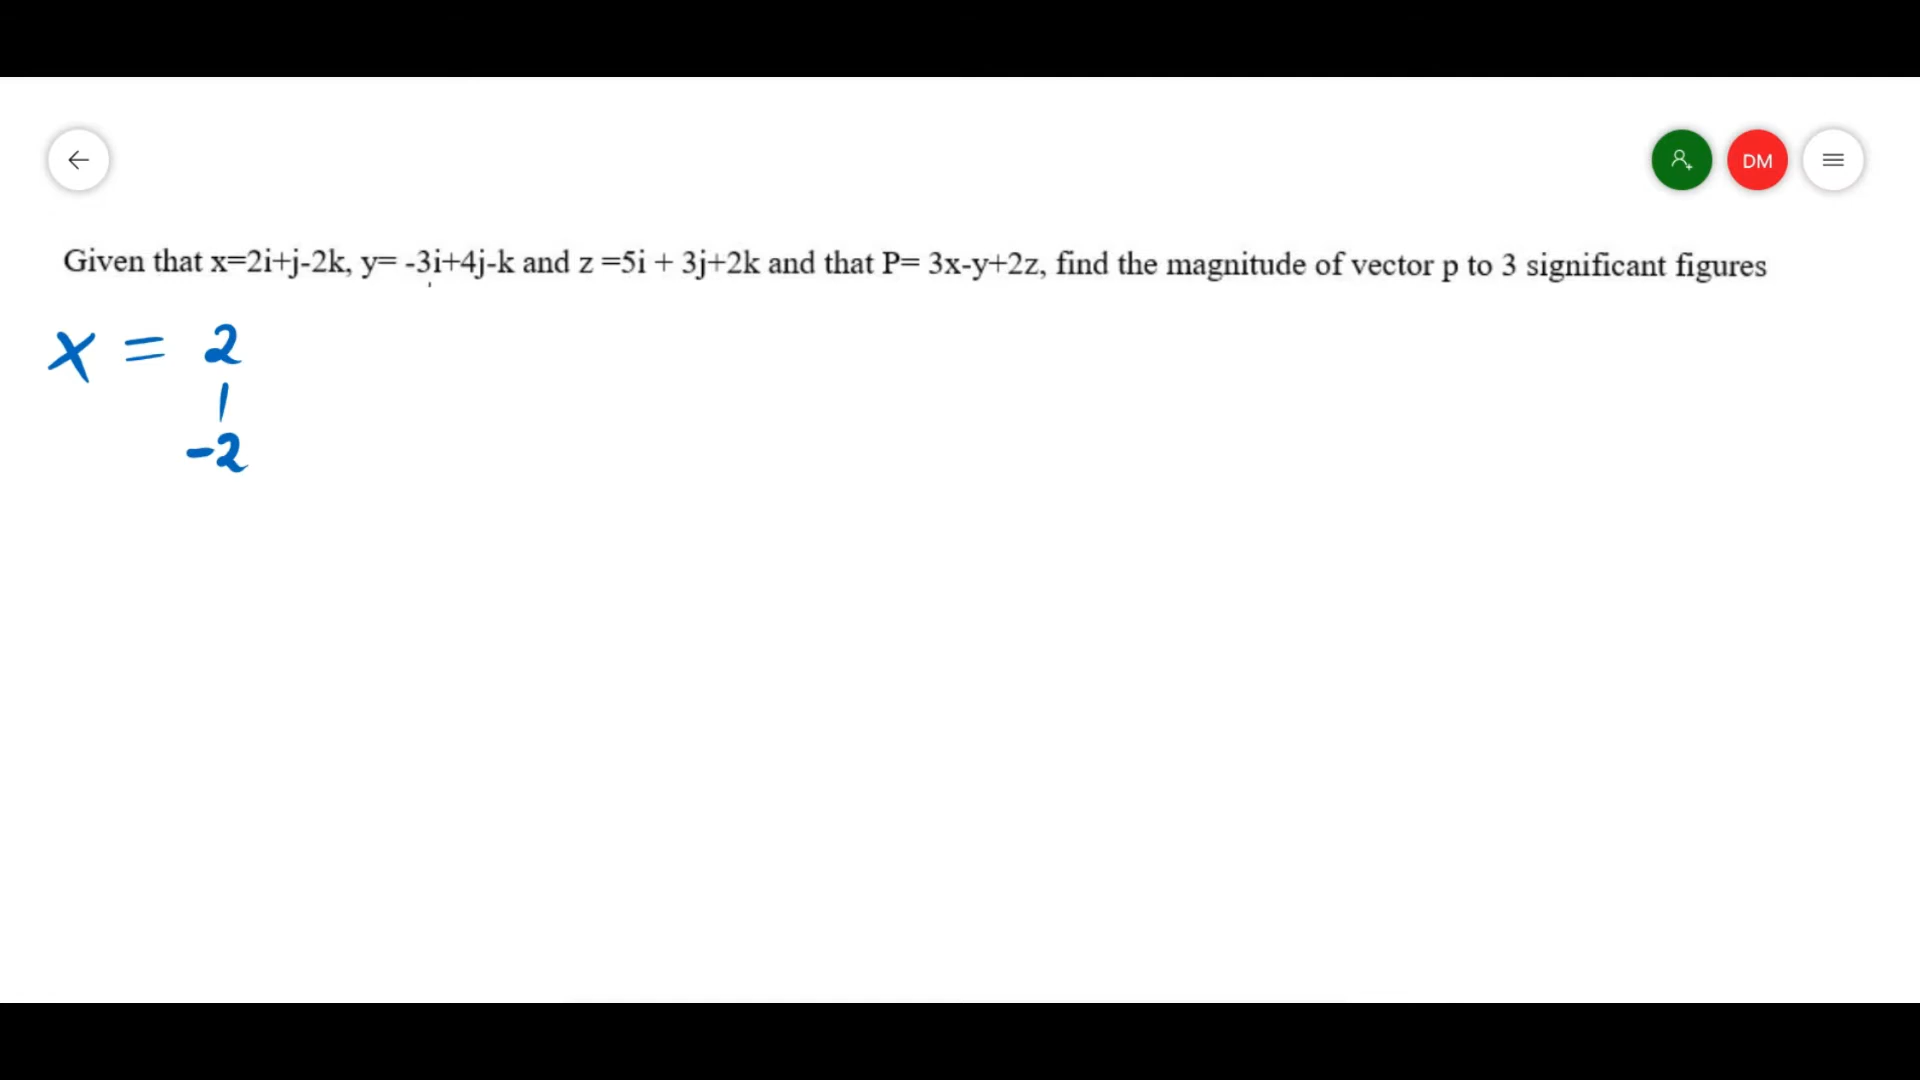 DM
Given that x=2i+j-2k, y= -3i+4j-k and z =5i + 3j+2k and that P= 3x-y+2z, find the magnitude of vector p to 3 significant figures
x = 2
1
-2